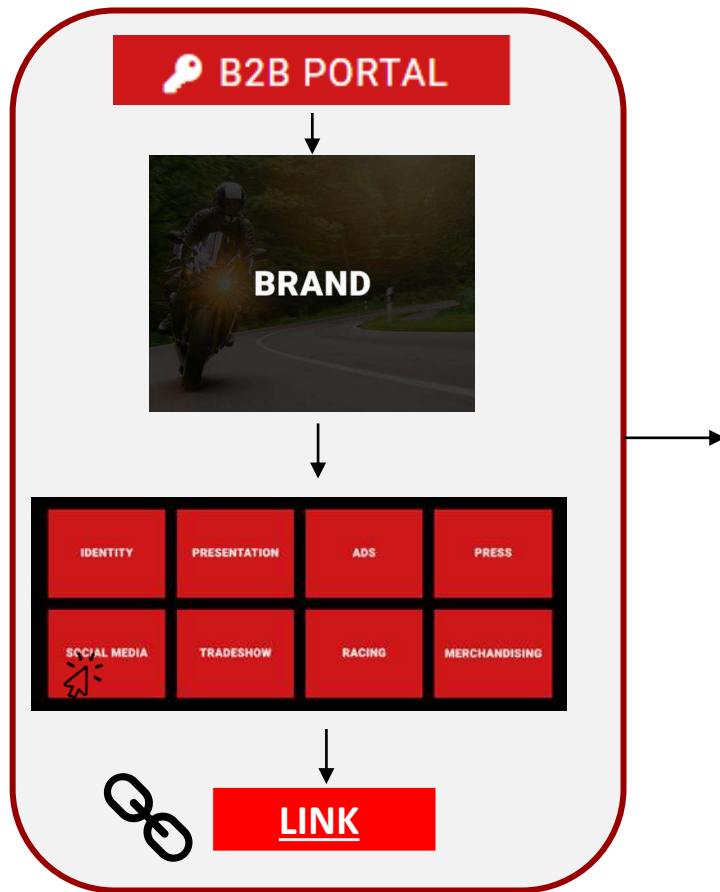 B2B PORTAL
BRAND
IDENTITY PRESENTATION ADS PRESS
SOCIAL MEDIA TRADESHOW RACING MERCHANDISING
LINK